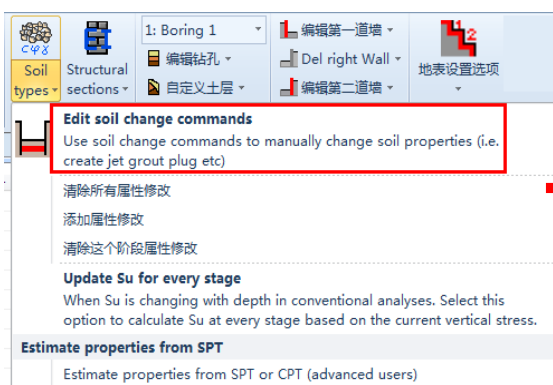 cφγ
Soil
types
Structural
sections
1: Boring 1
编辑钻孔
自定义土层
编辑第一道墙
Del right Wall
编辑第二道墙
12
地表设置选项
Edit soil change commands
Use soil change commands to manually change soil properties (i.e.
create jet grout plug etc)
清除所有属性修改
添加属性修改
清除这个阶段属性修改
Update Su for every stage
When Su is changing with depth in conventional analyses. Select this
option to calculate Su at every stage based on the current vertical stress.
Estimate properties from SPT
Estimate properties from SPT or CPT (advanced users)